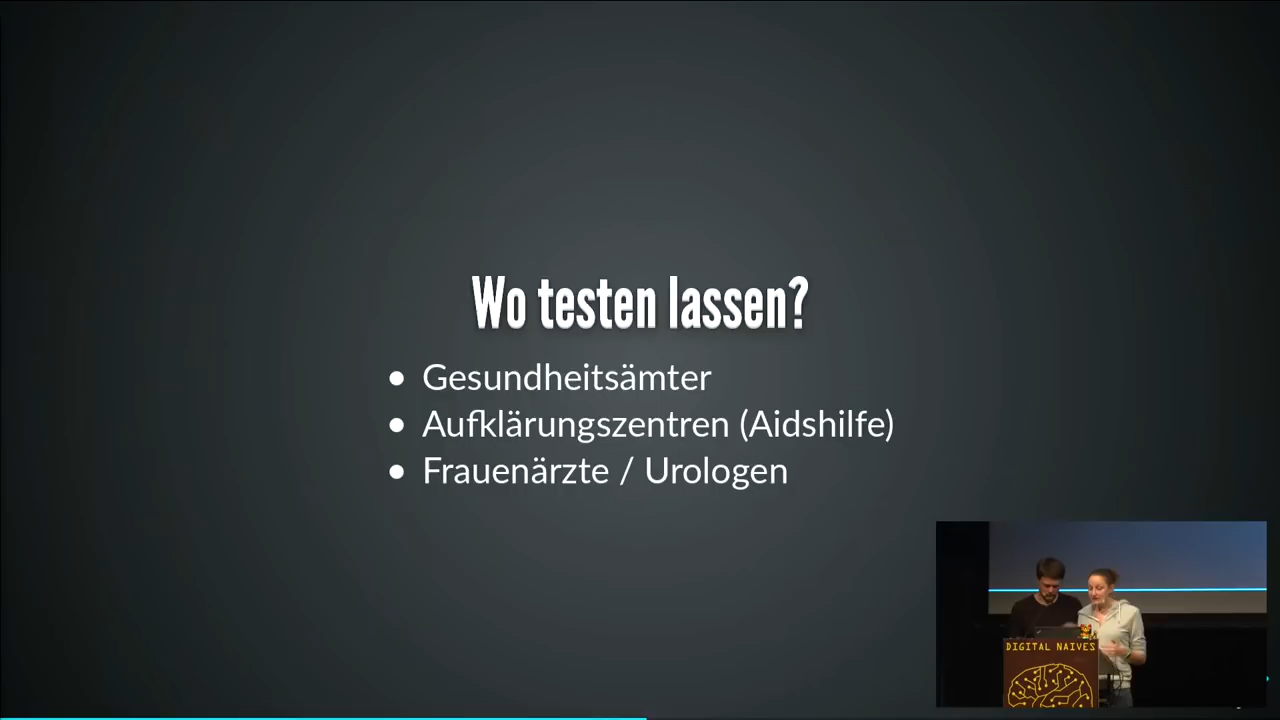 Wo testen lassen?
Gesundheitsämter
Aufklärungszentren (Aidshilfe)
Frauenärzte / Urologen
DIGITAL NAIVES